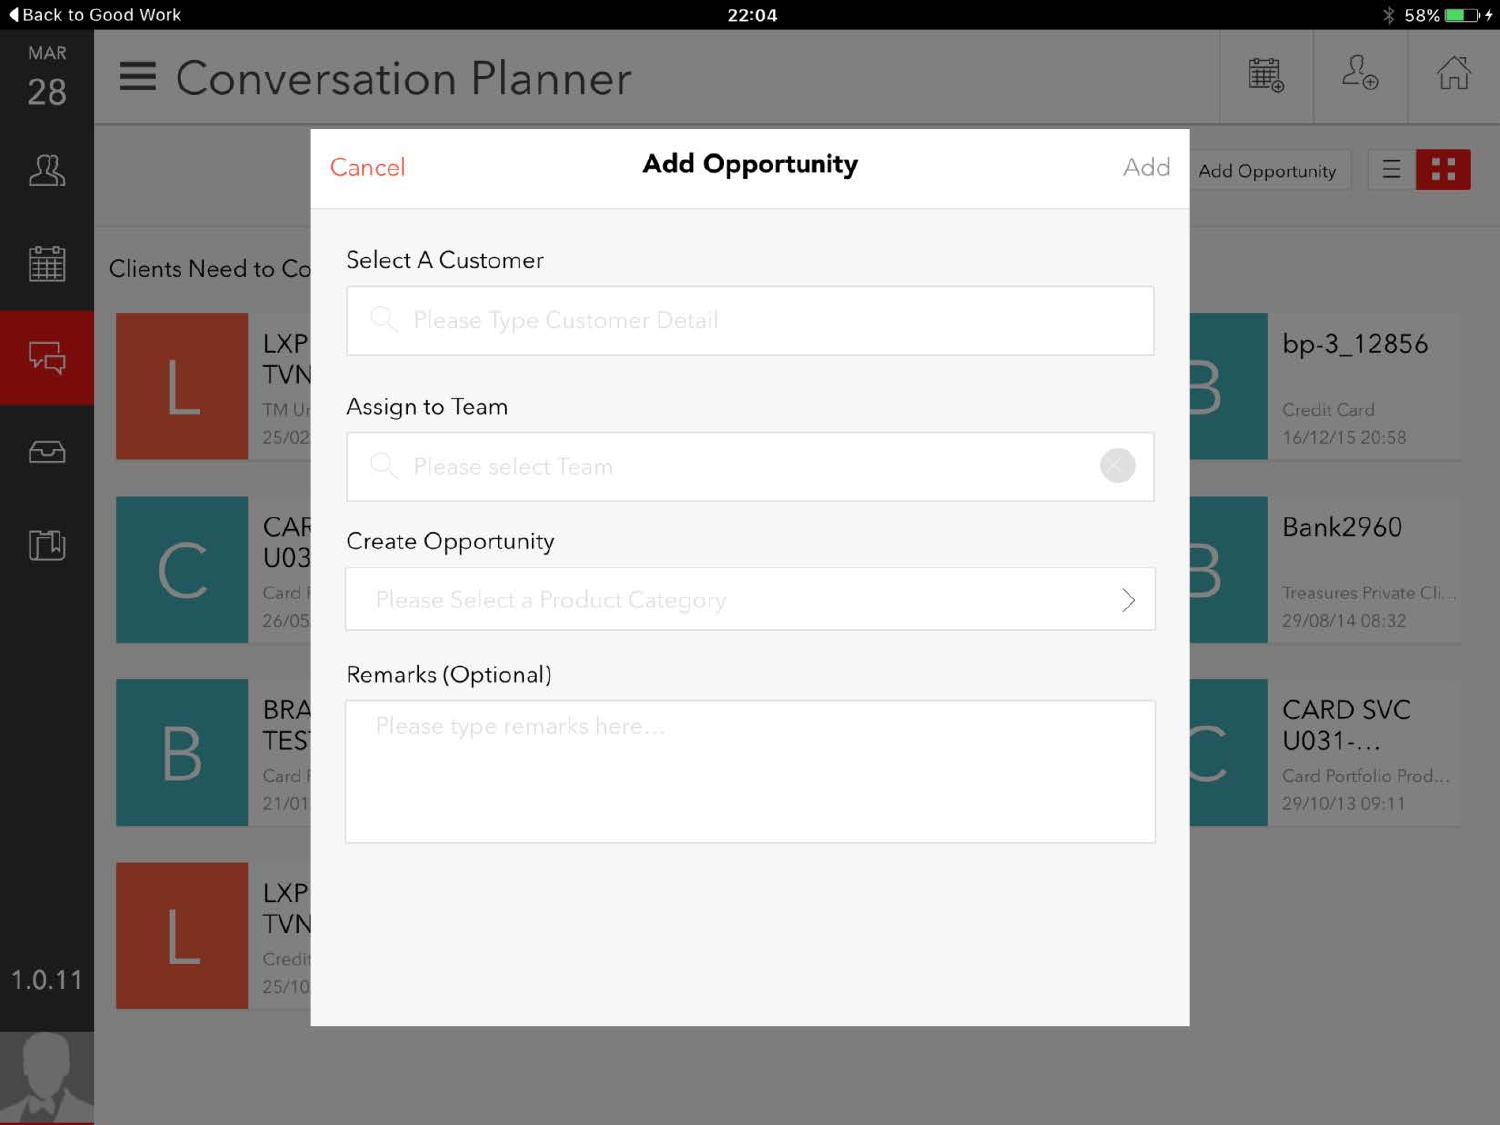 Back to Good Work
22:04
58%
MAR
28
Conversation Planner
Cancel
Add Opportunity
Add
Add Opportunity
Select A Customer
Please Type Customer Detail
Assign to Team
Please select Team
Create Opportunity
Please Select a Product Category
Remarks (Optional)
Please type remarks here...
Clients Need to Co
L
LXP
TVN
TM Ur
25/02
B
bp-3_12856
Credit Card
16/12/15 20:58
C
CAR
U03
Card
26/05
B
Bank2960
Treasures Private Cli...
29/08/14 08:32
B
BRA
TES
Card
21/01
C
CARD SVC
U031-...
Card Portfolio Prod...
29/10/13 09:11
L
LXP
TVN
Credi
25/10
1.0.11